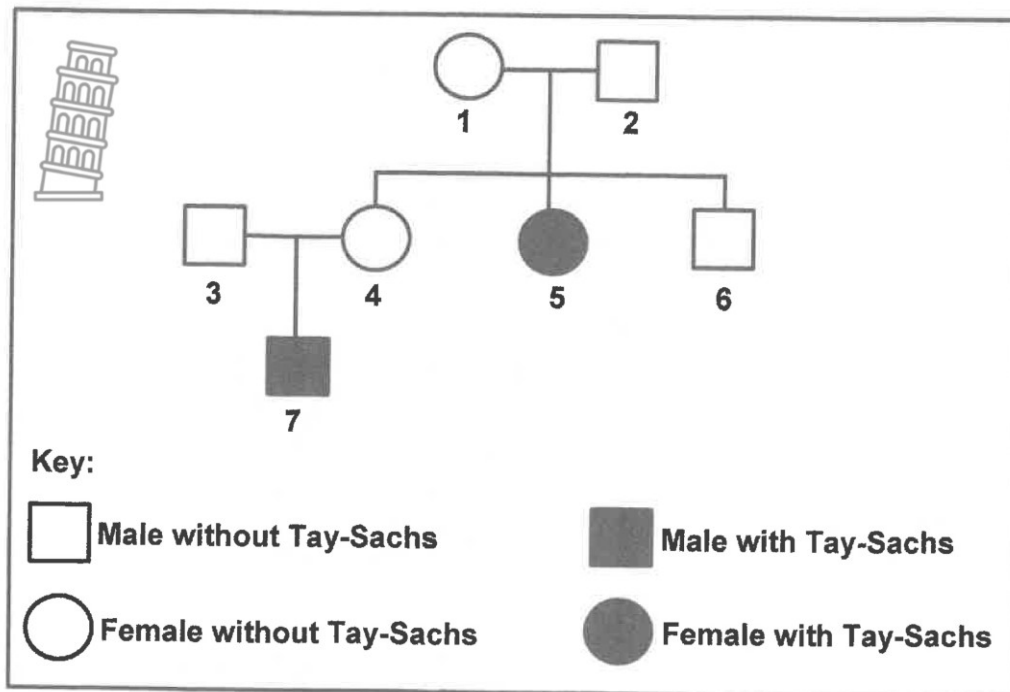 1
2
3
4
5
6
7
Key:
Male without Tay-Sachs
Male with Tay-Sachs
Female without Tay-Sachs
Female with Tay-Sachs